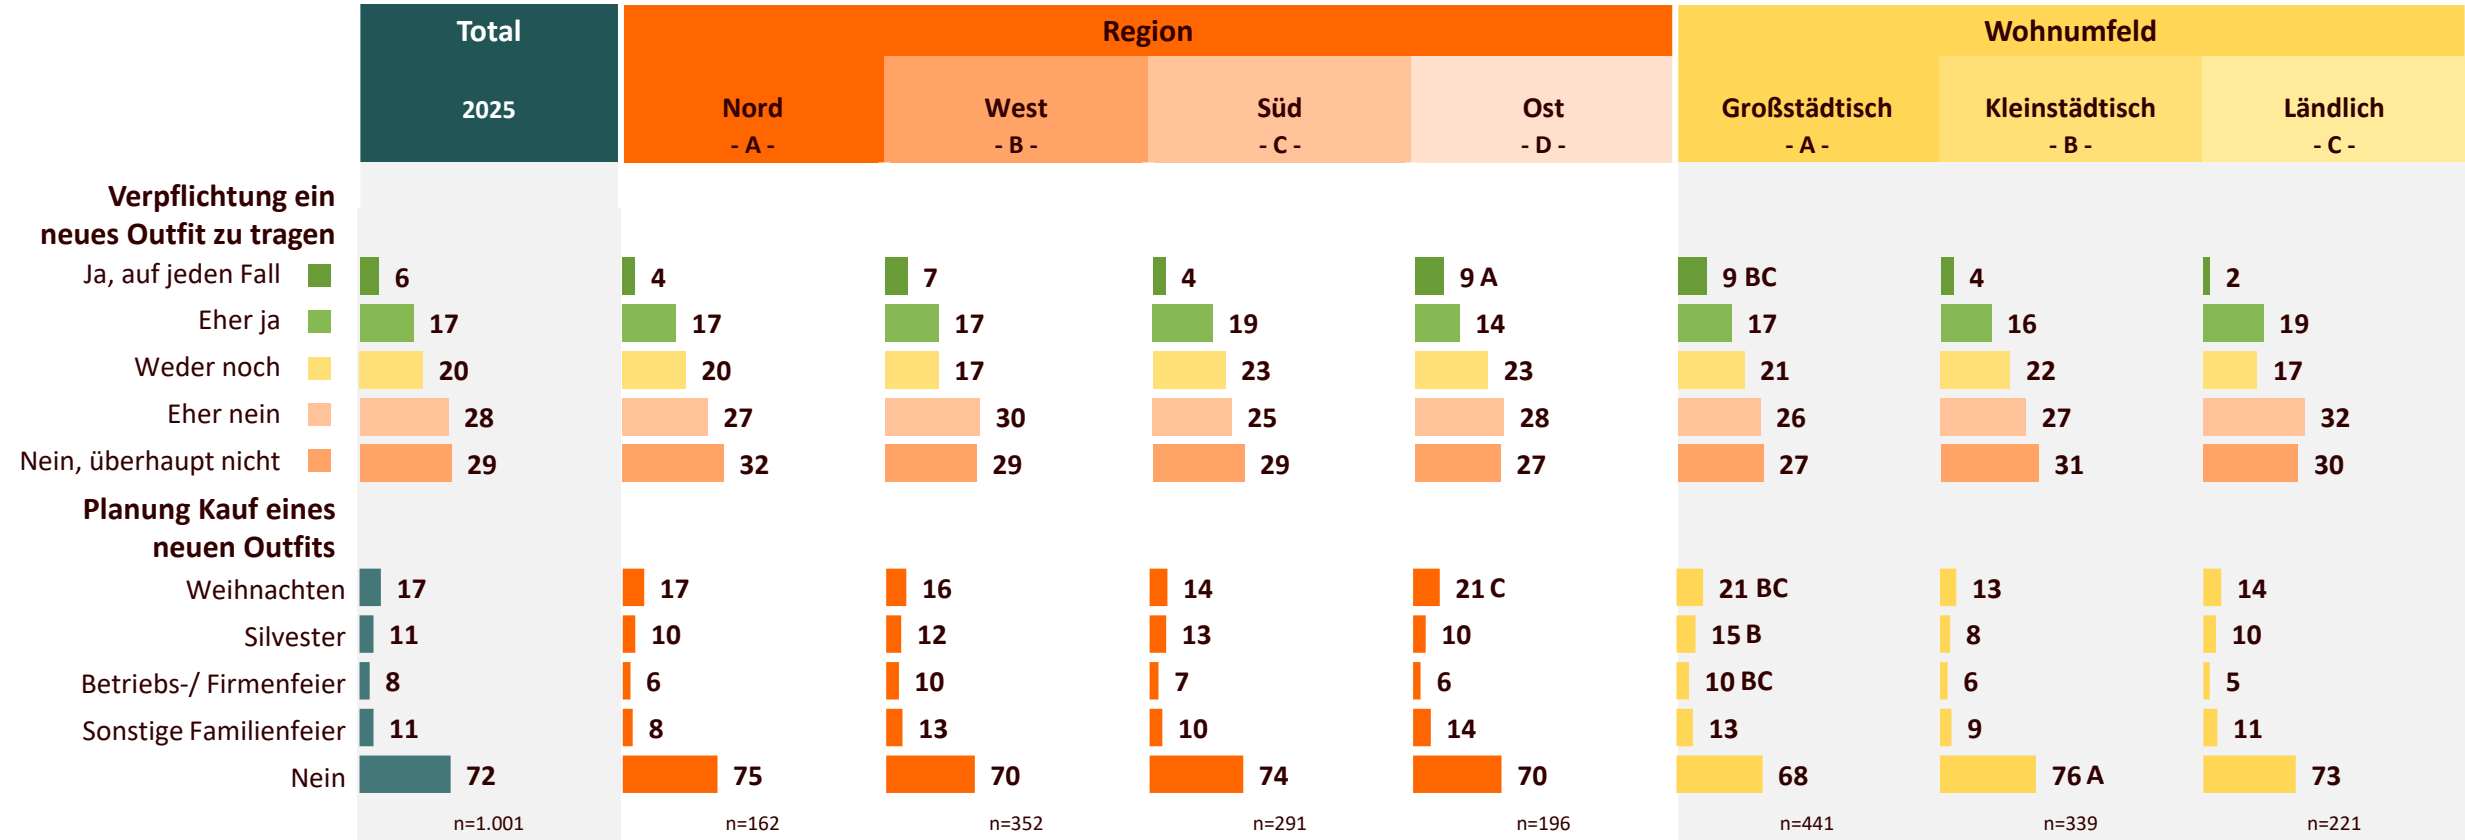 Total Region Wohnumfeld
2025 Nord West Süd Ost Großstädtisch Kleinstädtisch Ländlich
- A - - B - - C - - D - - A - - B - - C -
Verpflichtung ein
neues Outfit zu tragen
Ja, auf jeden Fall 6 4 7 4 9 A 9 BC 4 2
Eher ja 17 17 17 19 14 17 16 19
Weder noch 20 20 17 23 23 21 22 17
Eher nein 28 27 30 25 28 26 27 32
Nein, überhaupt nicht 29 32 29 29 27 27 31 30
Planung Kauf eines
neuen Outfits
Weihnachten 17 17 16 14 21 C 21 BC 13 14
Silvester 11 10 12 13 10 15 B 8 10
Betriebs-/ Firmenfeier 8 6 10 7 6 10 BC 6 5
Sonstige Familienfeier 11 8 13 10 14 13 9 11
Nein 72 75 70 74 70 68 76 A 73
n=1.001 n=162 n=352 n=291 n=196 n=441 n=339 n=221